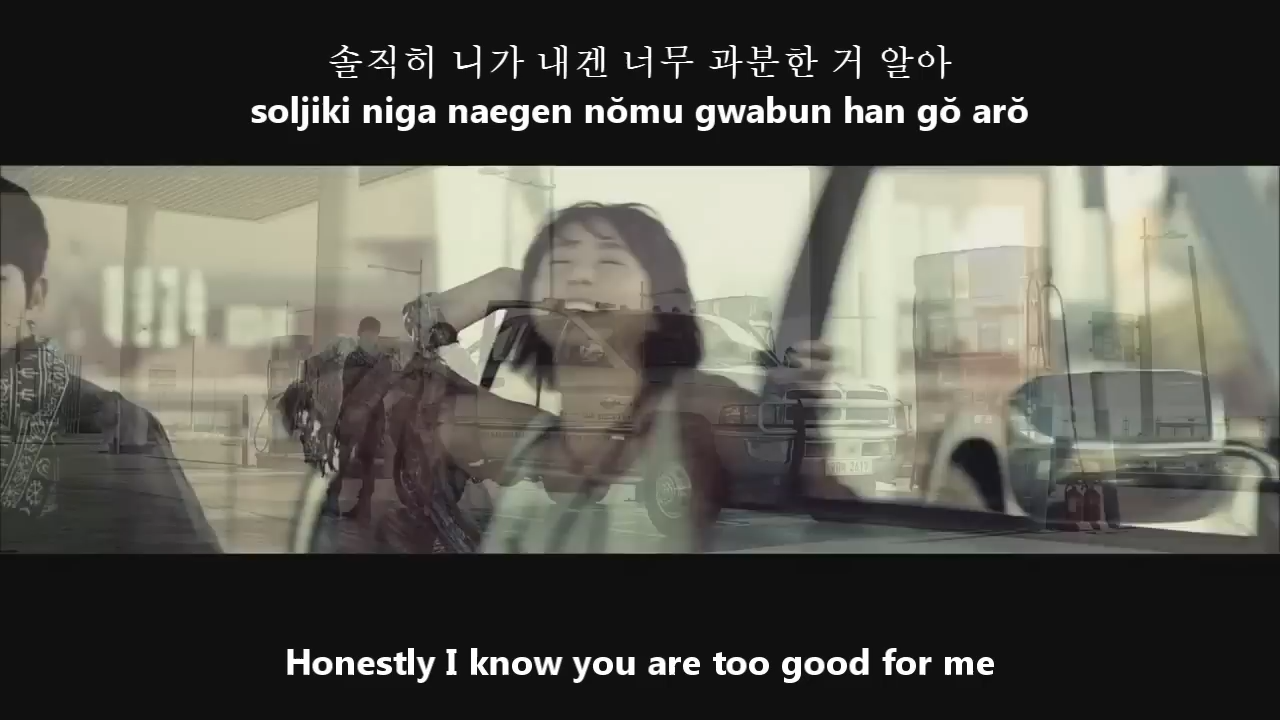 솔직히 니가 내겐 너무 과분한 거 알아
soljiki niga naegen nŏmu gwabun han gŏ arŏ
Honestly I know you are too good for me